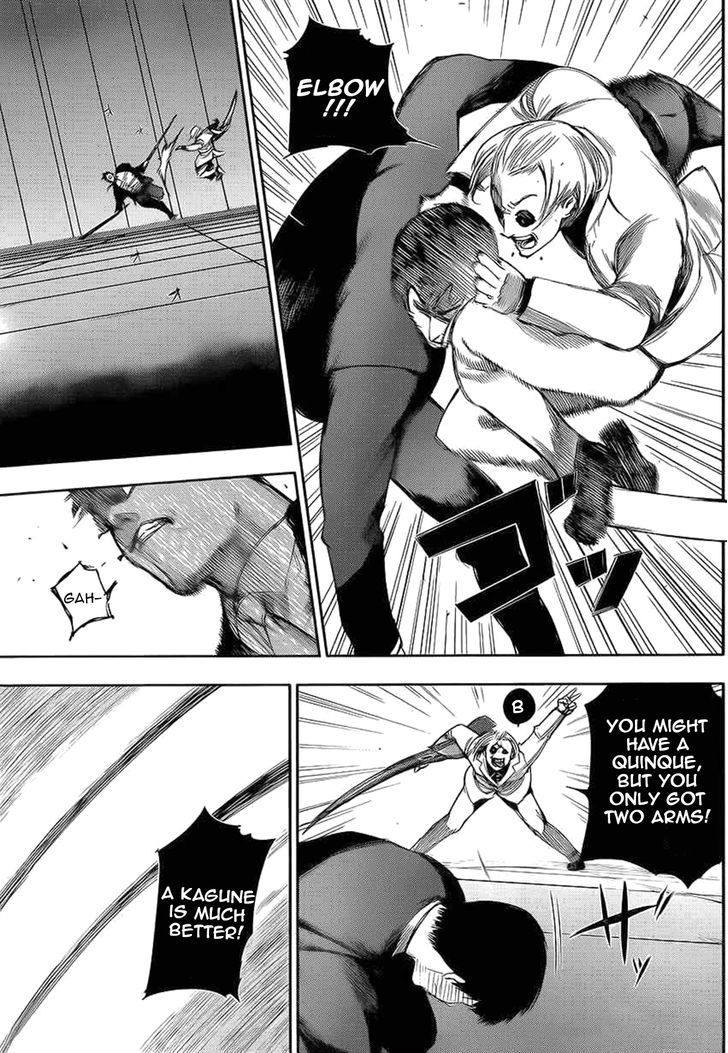 ELBOW
!!!
ゴッ
GAH-
YOU MIGHT
HAVE A
QUINQUE,
BUT YOU
ONLY GOT
TWO ARMS!
B
A KAGUNE
IS MUCH
BETTER!